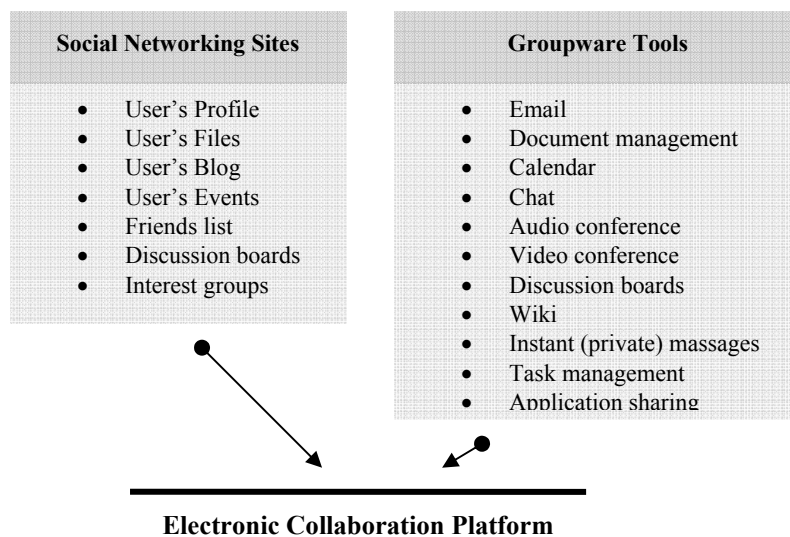 Social Networking Sites
• User’s Profile
• User’s Files
• User’s Blog
• User’s Events
• Friends list
• Discussion boards
• Interest groups
Groupware Tools
• Email
• Document management
• Calendar
• Chat
• Audio conference
• Video conference
• Discussion boards
• Wiki
• Instant (private) massages
• Task management
• Application sharing
Electronic Collaboration Platform